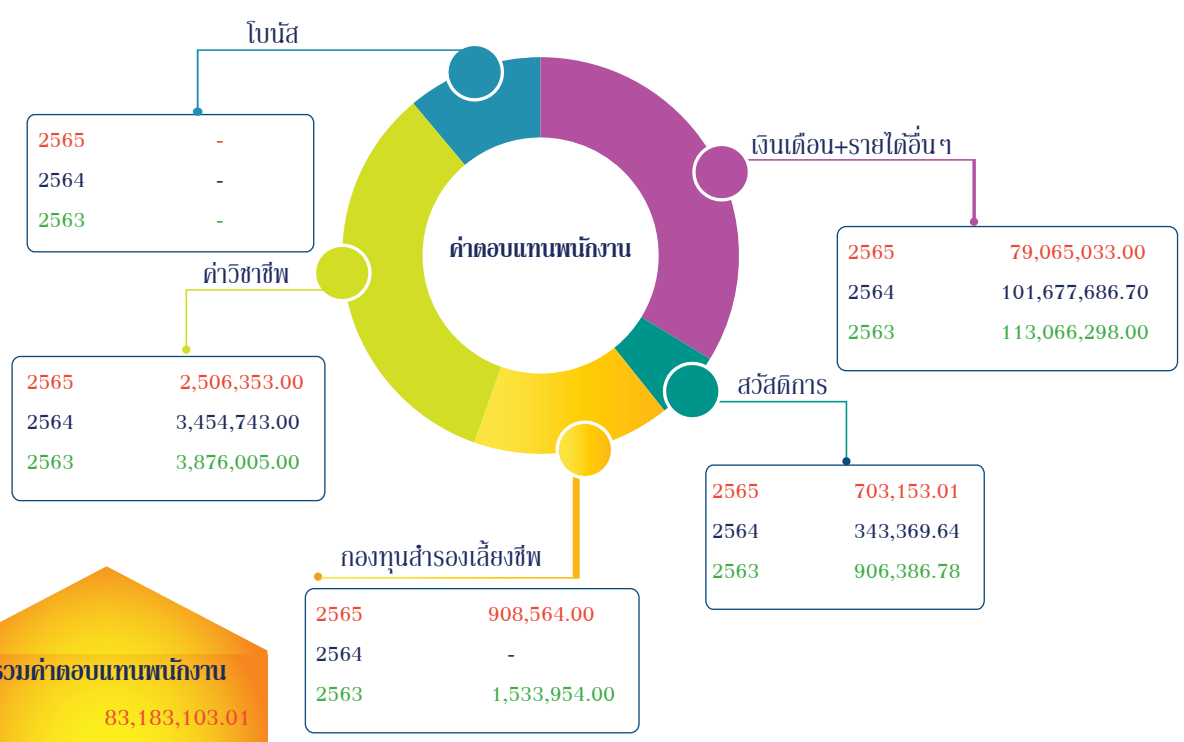 โบนัส
2565 -
2564 -
2563 -
เงินเดือน+รายได้อื่นๆ
2565 79,065,033.00
2564 101,677,686.70
2563 113,066,298.00
ค่าตอบแทนพนักงาน
ค่าวิชาชีพ
2565 2,506,353.00
2564 3,454,743.00
2563 3,876,005.00
สวัสดิการ
2565 703,153.01
2564 343,369.64
2563 906,386.78
กองทุนสำรองเลี้ยงชีพ
2565 908,564.00
2564 -
2563 1,533,954.00
รวมค่าตอบแทนพนักงาน
83,183,103.01